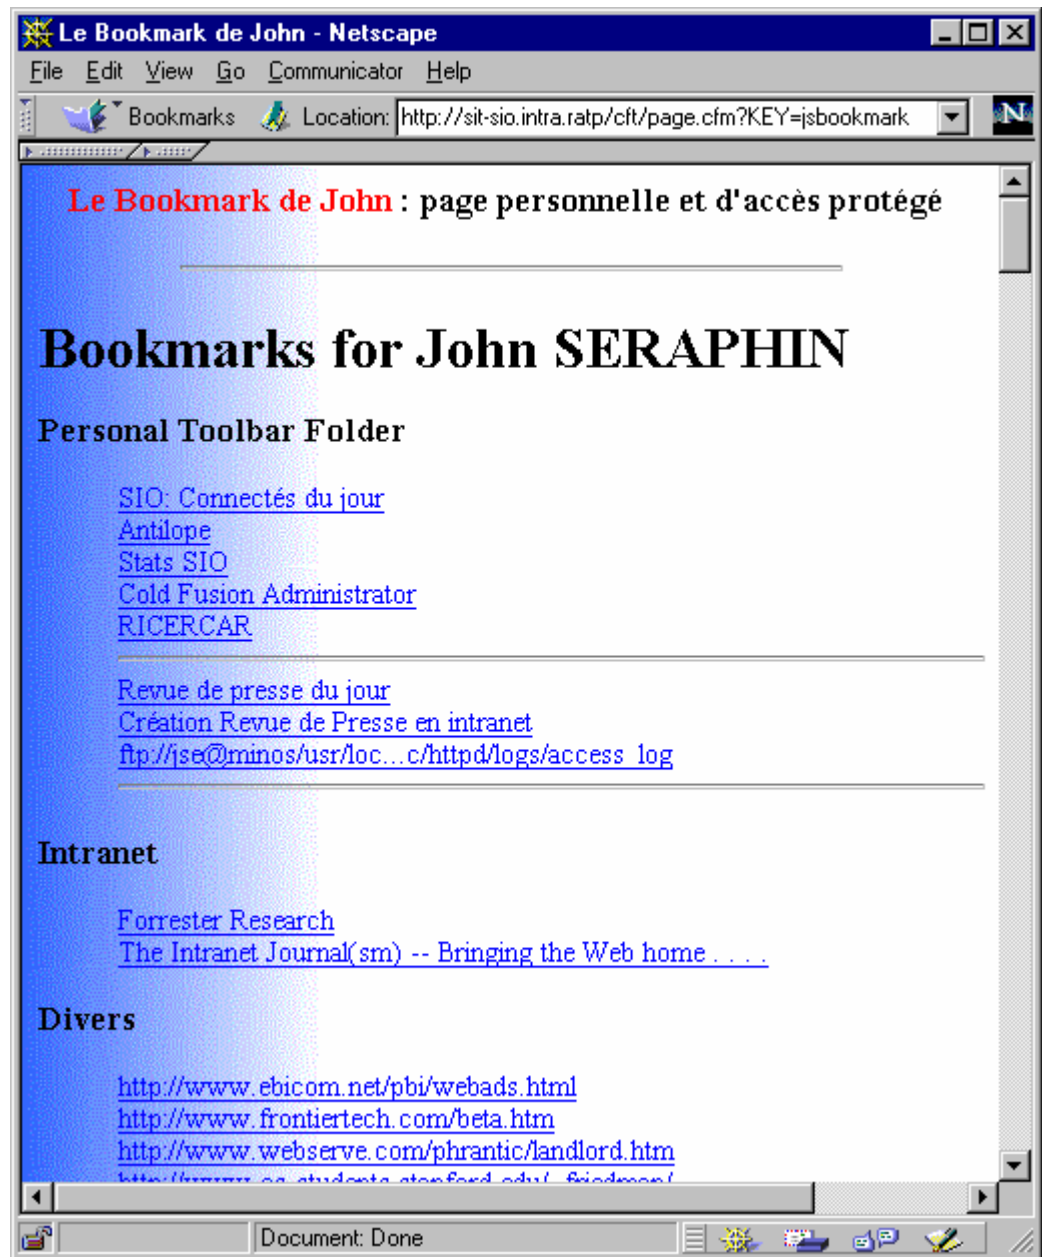 Le Bookmark de John - Netscape
File Edit View Go Communicator Help
Bookmarks Location: http://sit-sio.intra.ratp/cft/page.cfm?KEY=jsbookmark N
Le Bookmark de John : page personnelle et d'accès protégé
Bookmarks for John SERAPHIN
Personal Toolbar Folder
SIO: Connectés du jour
Antilope
Stats SIO
Cold Fusion Administrator
RICERCAR
Revue de presse du jour
Création Revue de Presse en intranet
ftp://jse@minos/usr/loc...c/httpd/logs/access_log
Intranet
Forrester Research
The Intranet Journal(sm) -- Bringing the Web home . . . .
Divers
http://www.ebicom.net/pbi/webads.html
http://www.frontiertech.com/beta.htm
http://www.webserve.com/phrantic/landlord.htm
Document: Done